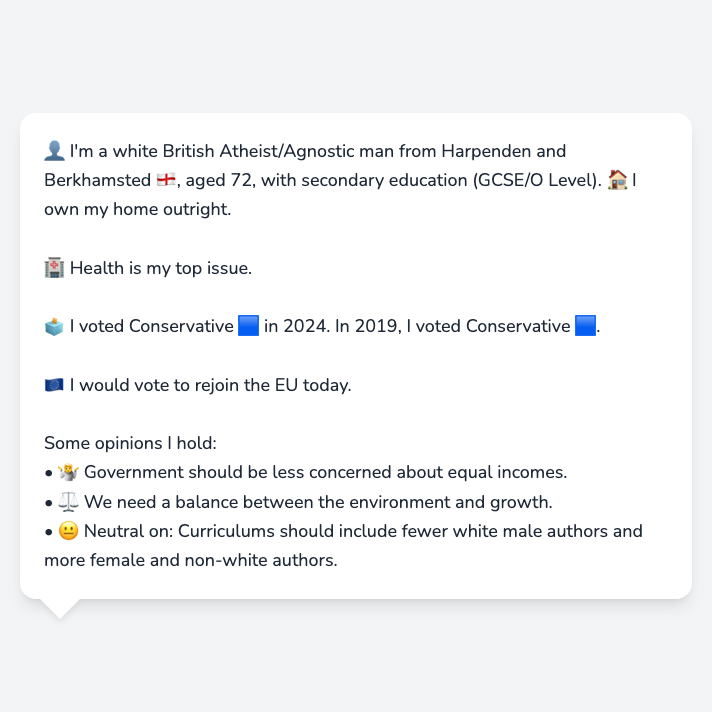 👤 I'm a white British Atheist/Agnostic man from Harpenden and
Berkhamsted 🏴󠁧󠁢󠁥󠁮󠁧󠁿, aged 72, with secondary education (GCSE/O Level). 🏠 I
own my home outright.
🏥 Health is my top issue.
🗳️ I voted Conservative 🟦 in 2024. In 2019, I voted Conservative 🟦.
🇪🇺 I would vote to rejoin the EU today.
Some opinions I hold:
• 🤷 Government should be less concerned about equal incomes.
• ⚖️ We need a balance between the environment and growth.
• 😐 Neutral on: Curriculums should include fewer white male authors and
more female and non-white authors.